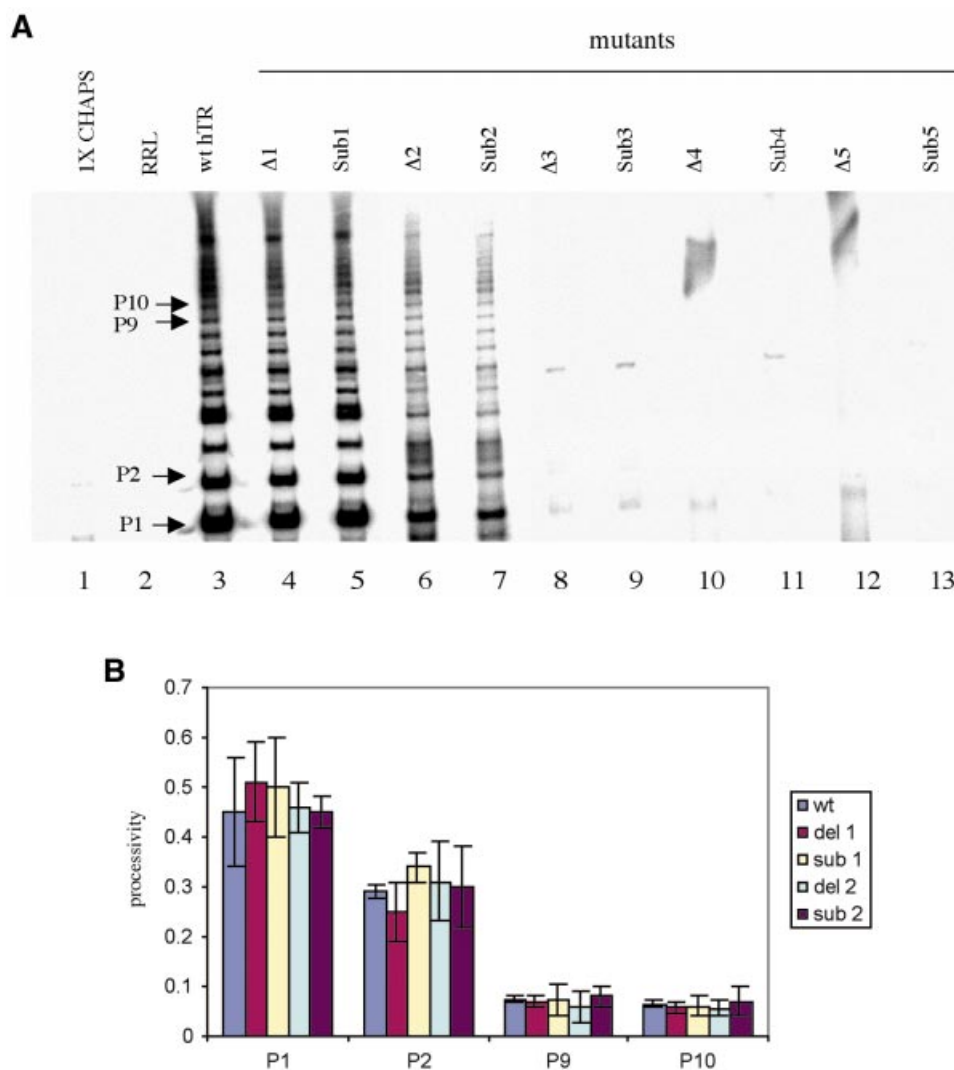 A
mutants
1X CHAPS
RRL
wt hTR
Δ1
Sub1
Δ2
Sub2
Δ3
Sub3
Δ4
Sub4
Δ5
Sub5
P10
P9
P2
P1
1 2 3 4 5 6 7 8 9 10 11 12 13
B
0.7
0.6
0.5
0.4
0.3
0.2
0.1
0
processivity
P1 P2 P9 P10
wt
del 1
sub 1
del 2
sub 2